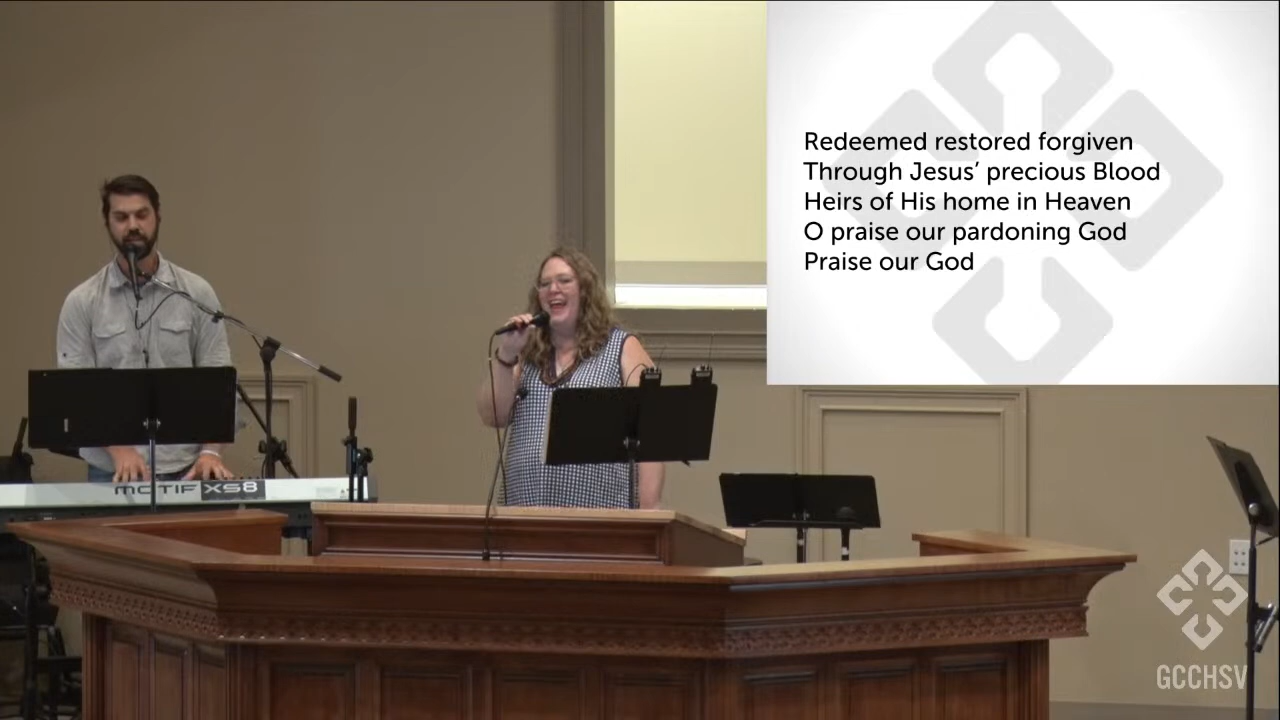 Redeemed restored forgiven
Through Jesus’ precious Blood
Heirs of His home in Heaven
O praise our pardoning God
Praise our God
MOTIF XS8
GCCHSV